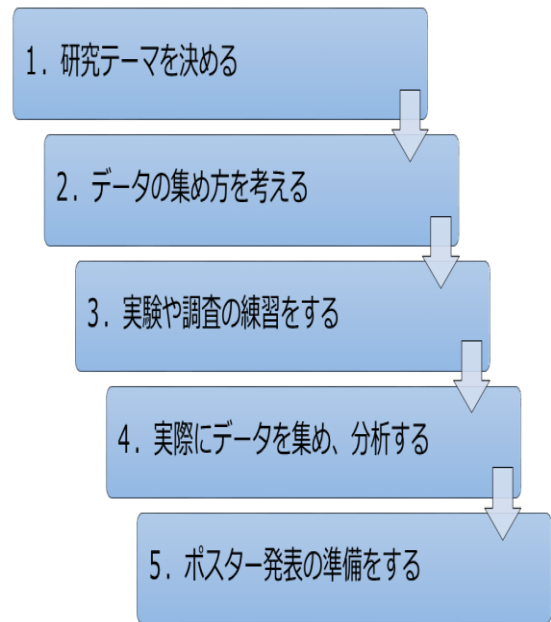 1．研究テーマを決める
2．データの集め方を考える
3．実験や調査の練習をする
4．実際にデータを集め、分析する
5．ポスター発表の準備をする